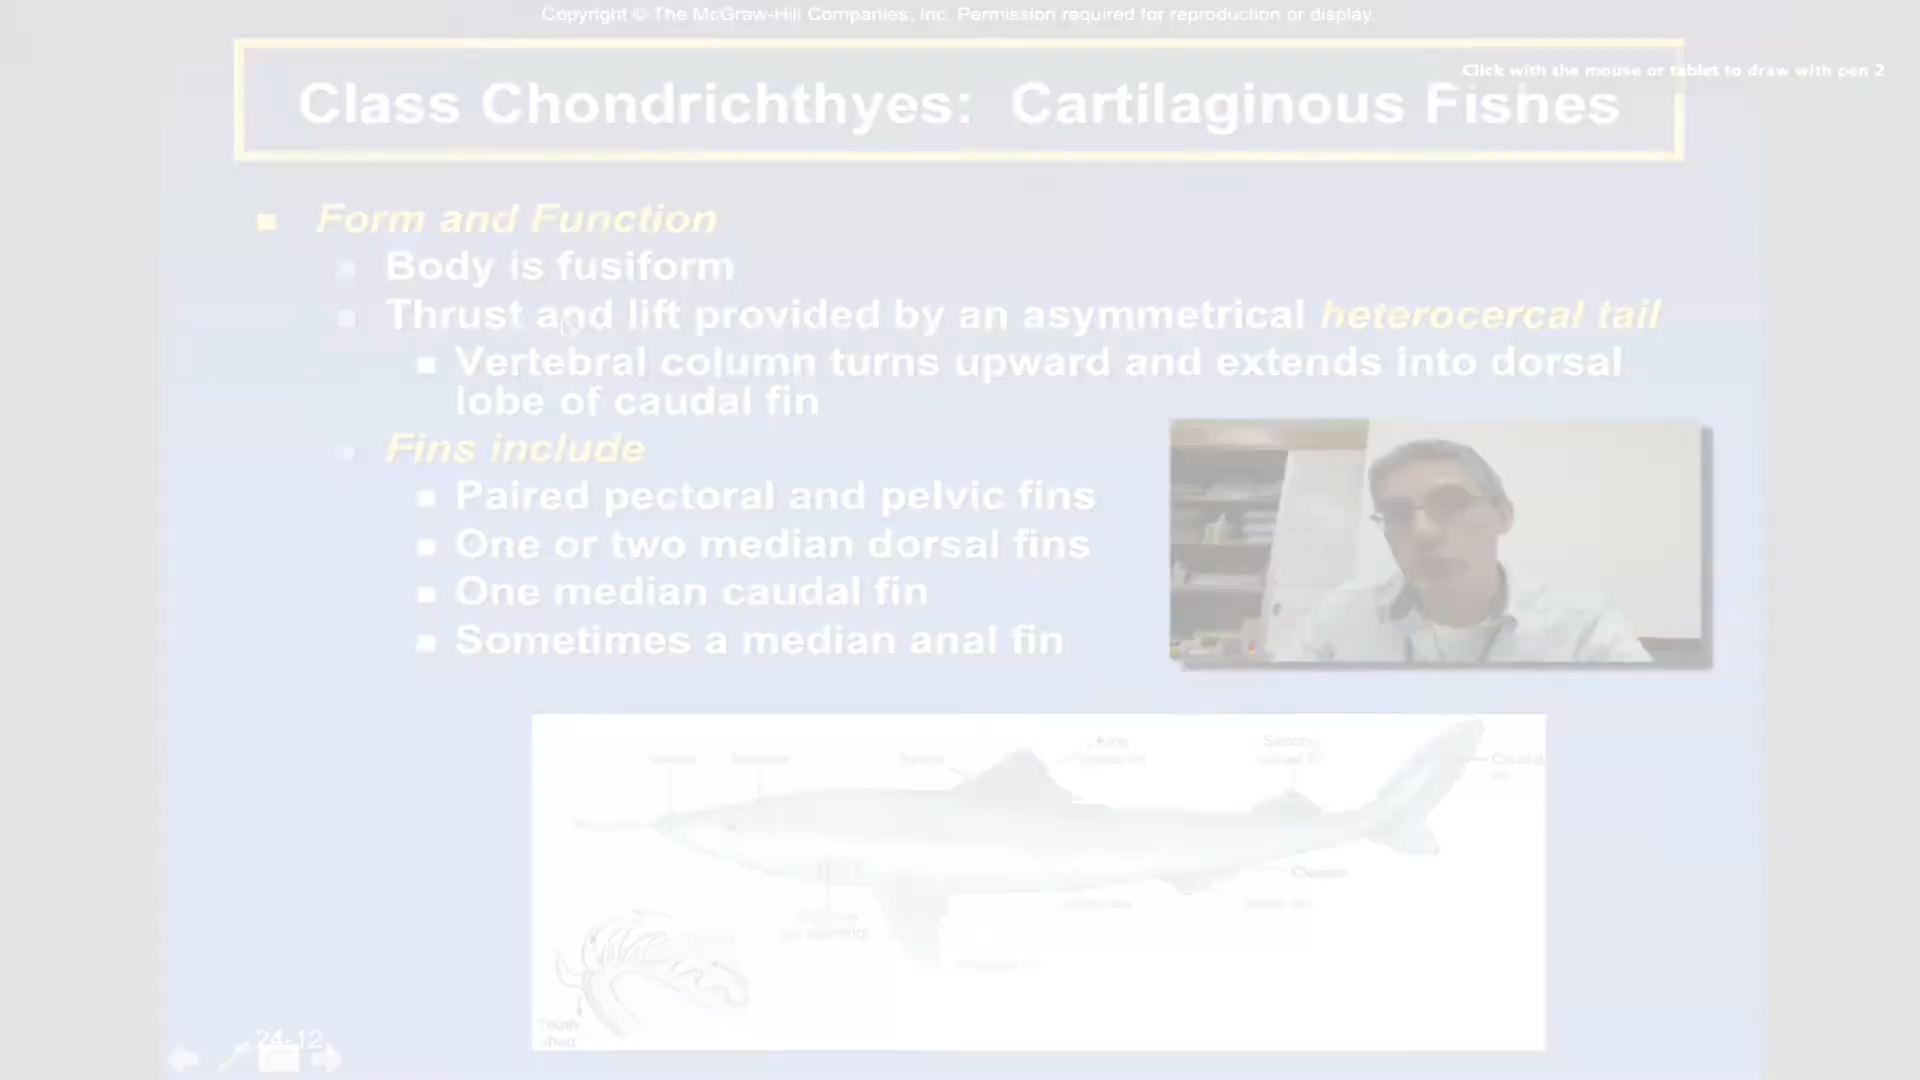 Copyright © The McGraw-Hill Companies, Inc. Permission required for reproduction or display.
Click with the mouse or tablet to draw with pen 2
Class Chondrichthyes: Cartilaginous Fishes
Form and Function
Body is fusiform
Thrust and lift provided by an asymmetrical heterocercal tail
Vertebral column turns upward and extends into dorsal
lobe of caudal fin
Fins include
Paired pectoral and pelvic fins
One or two median dorsal fins
One median caudal fin
Sometimes a median anal fin
Caudal
24-12